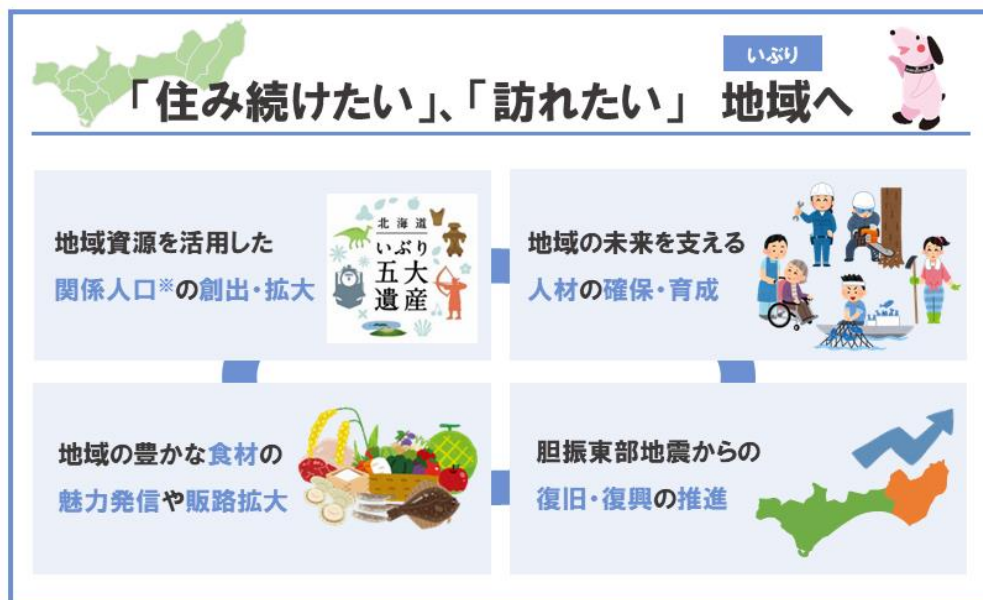 いぶり
「住み続けたい」、「訪れたい」 地域へ
地域資源を活用した
関係人口※の創出・拡大
北海道
いぶり
五大
遺産
地域の未来を支える
人材の確保・育成
地域の豊かな食材の
魅力発信や販路拡大
胆振東部地震からの
復旧・復興の推進